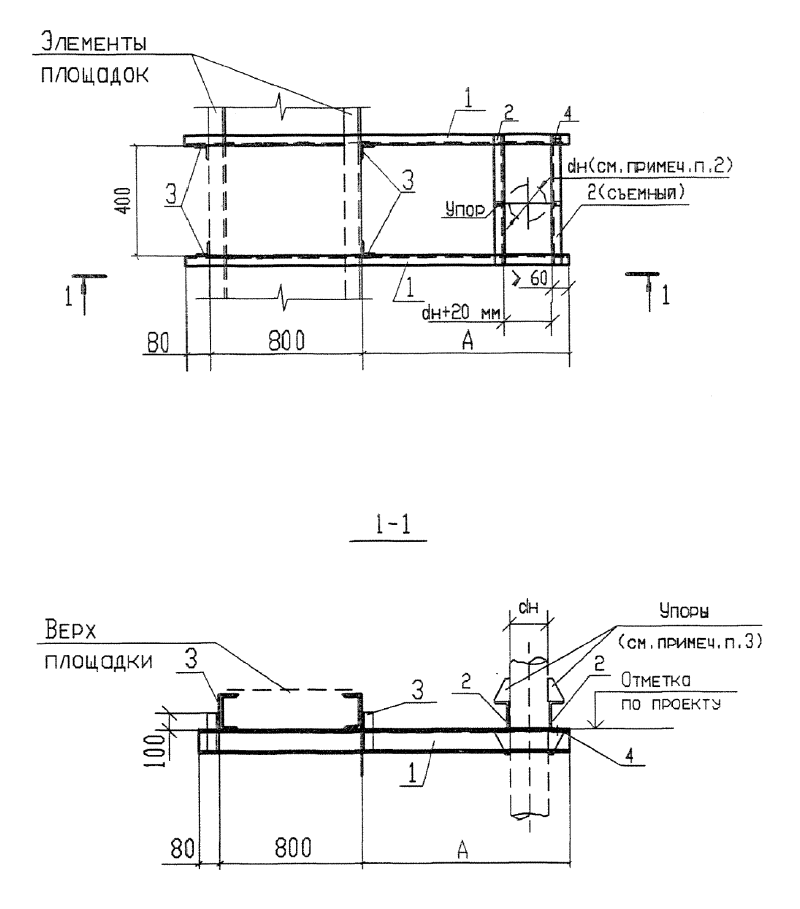 Элементы
площадок
1
2
4
dн(см.примеч.п.2)
2(съемный)
3
3
Упор
400
1
1
1
≥ 60
dн+20 мм
80
800
А
1-1
dн
Упоры
(см.примеч.п.3)
Верх
площадки
3
3
2
2
Отметка
по проекту
100
1
4
80
800
А